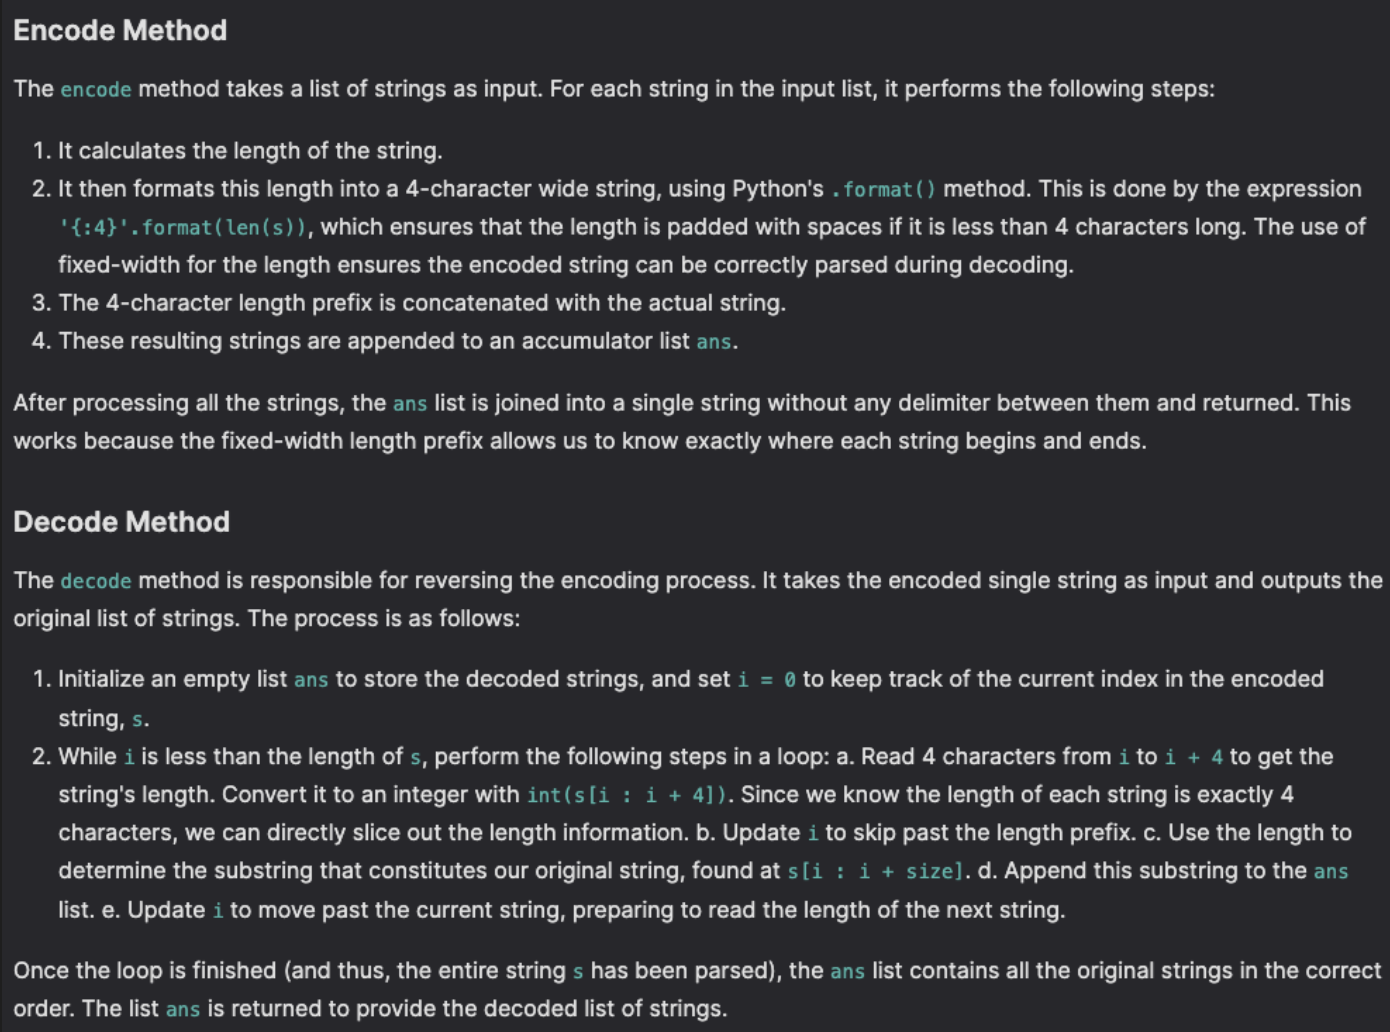 Encode Method
The encode method takes a list of strings as input. For each string in the input list, it performs the following steps:
1. It calculates the length of the string.
2. It then formats this length into a 4-character wide string, using Python's .format() method. This is done by the expression
'{:4}'.format(len(s)), which ensures that the length is padded with spaces if it is less than 4 characters long. The use of
fixed-width for the length ensures the encoded string can be correctly parsed during decoding.
3. The 4-character length prefix is concatenated with the actual string.
4. These resulting strings are appended to an accumulator list ans.
After processing all the strings, the ans list is joined into a single string without any delimiter between them and returned. This
works because the fixed-width length prefix allows us to know exactly where each string begins and ends.
Decode Method
The decode method is responsible for reversing the encoding process. It takes the encoded single string as input and outputs the
original list of strings. The process is as follows:
1. Initialize an empty list ans to store the decoded strings, and set i = 0 to keep track of the current index in the encoded
string, s.
2. While i is less than the length of s, perform the following steps in a loop: a. Read 4 characters from i to i + 4 to get the
string's length. Convert it to an integer with int(s[i : i + 4]). Since we know the length of each string is exactly 4
characters, we can directly slice out the length information. b. Update i to skip past the length prefix. c. Use the length to
determine the substring that constitutes our original string, found at s[i : i + size]. d. Append this substring to the ans
list. e. Update i to move past the current string, preparing to read the length of the next string.
Once the loop is finished (and thus, the entire string s has been parsed), the ans list contains all the original strings in the correct
order. The list ans is returned to provide the decoded list of strings.